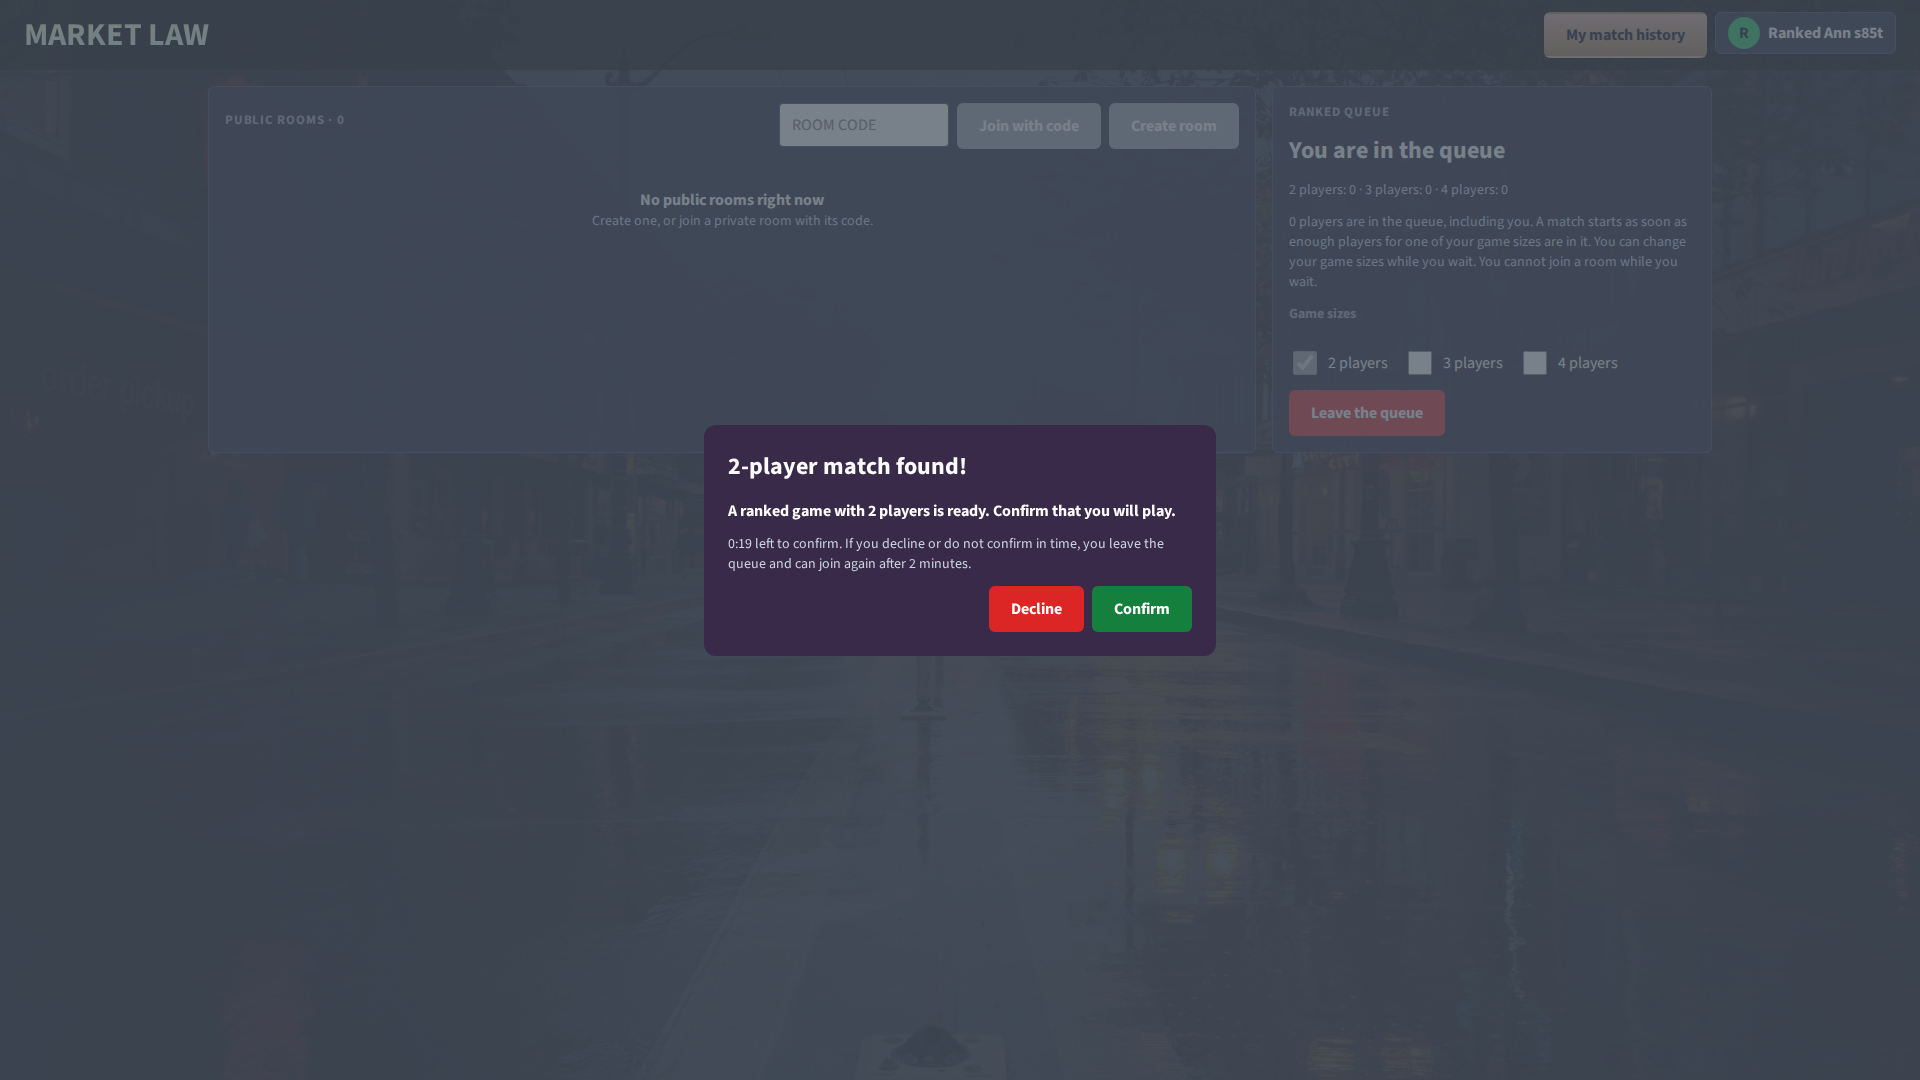 MARKET LAW
My match history
R
Ranked Ann s85t
PUBLIC ROOMS · 0
ROOM CODE
Join with code
Create room
No public rooms right now
Create one, or join a private room with its code.
RANKED QUEUE
You are in the queue
2 players: 0 · 3 players: 0 · 4 players: 0
0 players are in the queue, including you. A match starts as soon as
enough players for one of your game sizes are in it. You can change
your game sizes while you wait. You cannot join a room while you
wait.
Game sizes
2 players
3 players
4 players
Leave the queue
order pickup
2-player match found!
A ranked game with 2 players is ready. Confirm that you will play.
0:19 left to confirm. If you decline or do not confirm in time, you leave the
queue and can join again after 2 minutes.
Decline
Confirm